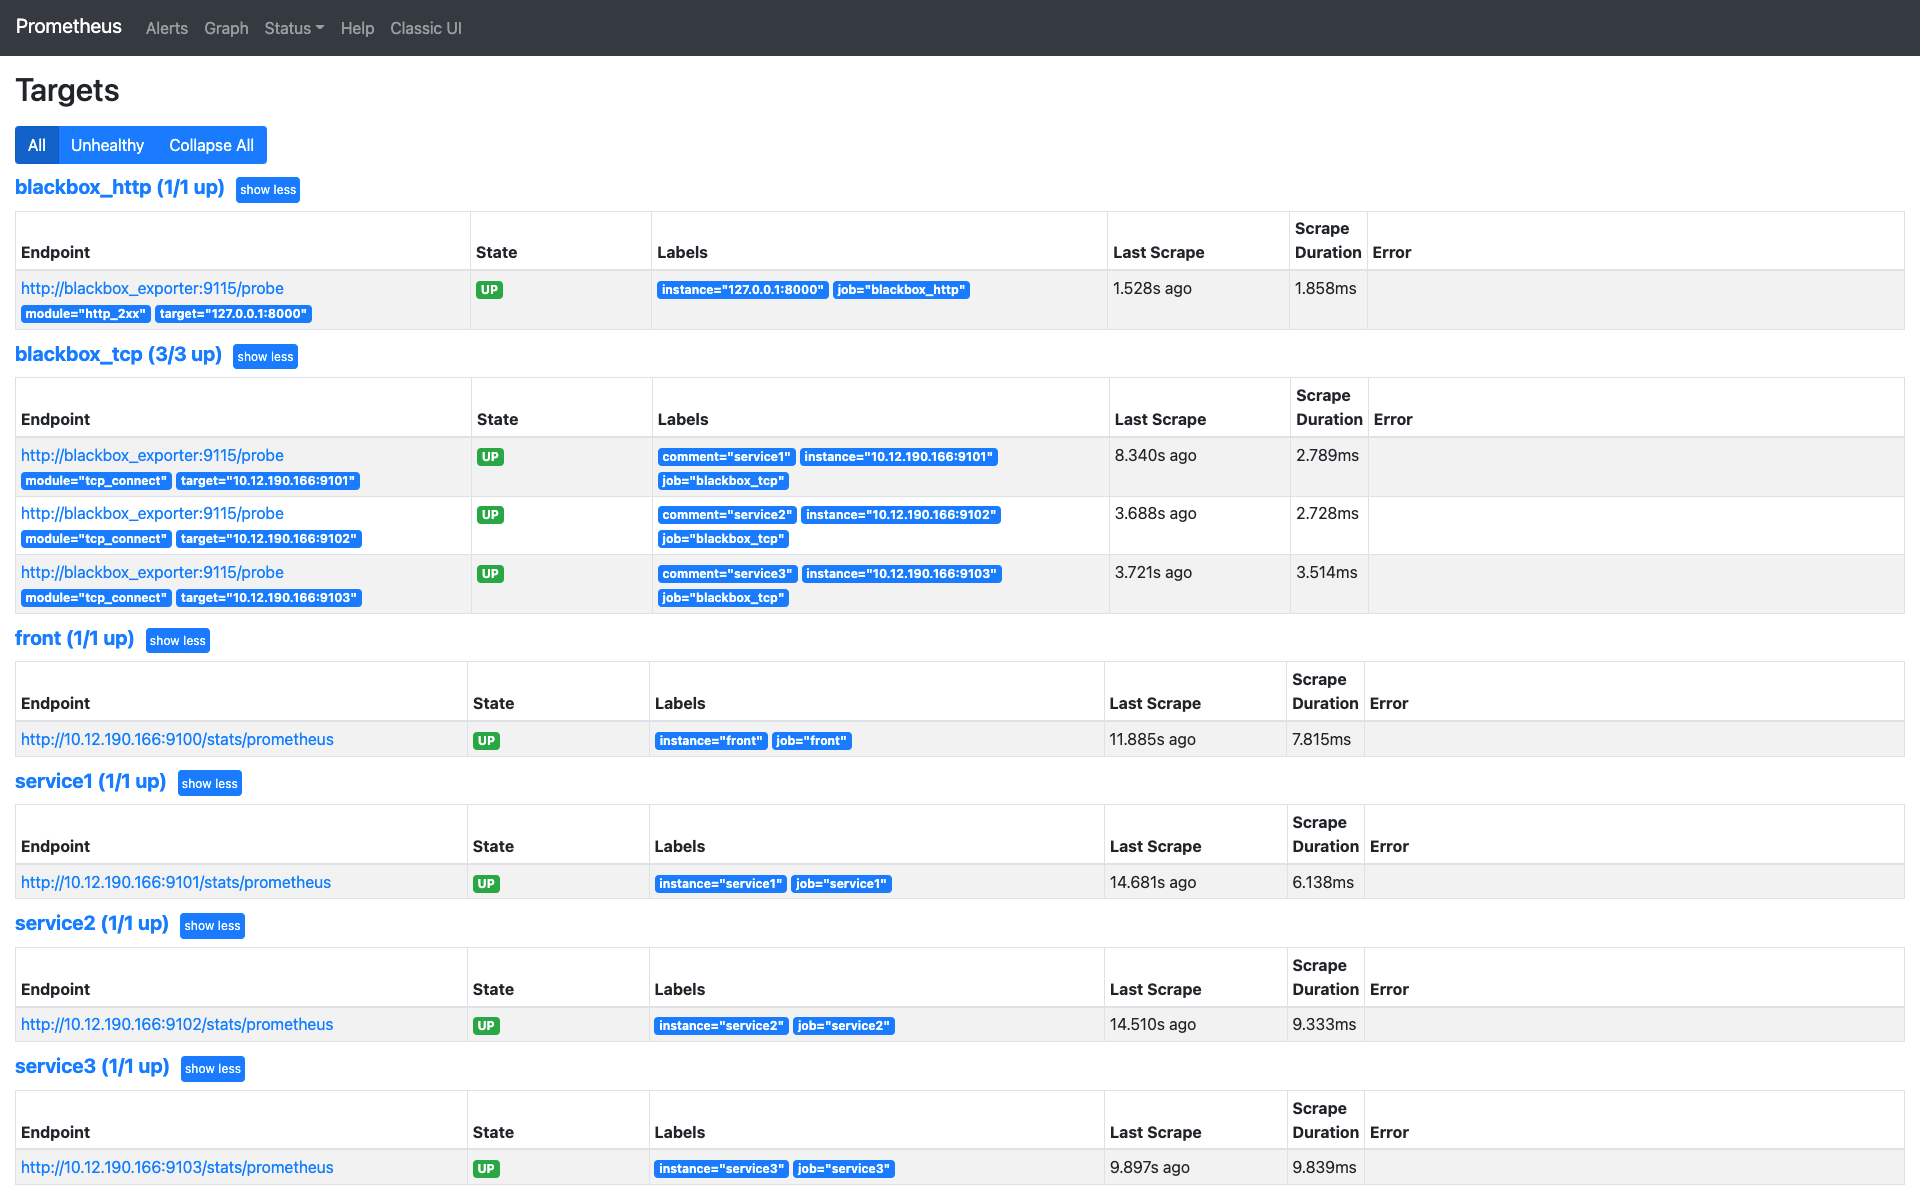 Prometheus Alerts Graph Status Help Classic UI
Targets
All Unhealthy Collapse All
blackbox_http (1/1 up) show less
Endpoint State Labels Last Scrape Scrape Duration Error
http://blackbox_exporter:9115/probe UP instance="127.0.0.1:8000" job="blackbox_http" 1.528s ago 1.858ms
module="http_2xx" target="127.0.0.1:8000"
blackbox_tcp (3/3 up) show less
Endpoint State Labels Last Scrape Scrape Duration Error
http://blackbox_exporter:9115/probe UP comment="service1" instance="10.12.190.166:9101" 8.340s ago 2.789ms
module="tcp_connect" target="10.12.190.166:9101" job="blackbox_tcp"
http://blackbox_exporter:9115/probe UP comment="service2" instance="10.12.190.166:9102" 3.688s ago 2.728ms
module="tcp_connect" target="10.12.190.166:9102" job="blackbox_tcp"
http://blackbox_exporter:9115/probe UP comment="service3" instance="10.12.190.166:9103" 3.721s ago 3.514ms
module="tcp_connect" target="10.12.190.166:9103" job="blackbox_tcp"
front (1/1 up) show less
Endpoint State Labels Last Scrape Scrape Duration Error
http://10.12.190.166:9100/stats/prometheus UP instance="front" job="front" 11.885s ago 7.815ms
service1 (1/1 up) show less
Endpoint State Labels Last Scrape Scrape Duration Error
http://10.12.190.166:9101/stats/prometheus UP instance="service1" job="service1" 14.681s ago 6.138ms
service2 (1/1 up) show less
Endpoint State Labels Last Scrape Scrape Duration Error
http://10.12.190.166:9102/stats/prometheus UP instance="service2" job="service2" 14.510s ago 9.333ms
service3 (1/1 up) show less
Endpoint State Labels Last Scrape Scrape Duration Error
http://10.12.190.166:9103/stats/prometheus UP instance="service3" job="service3" 9.897s ago 9.839ms